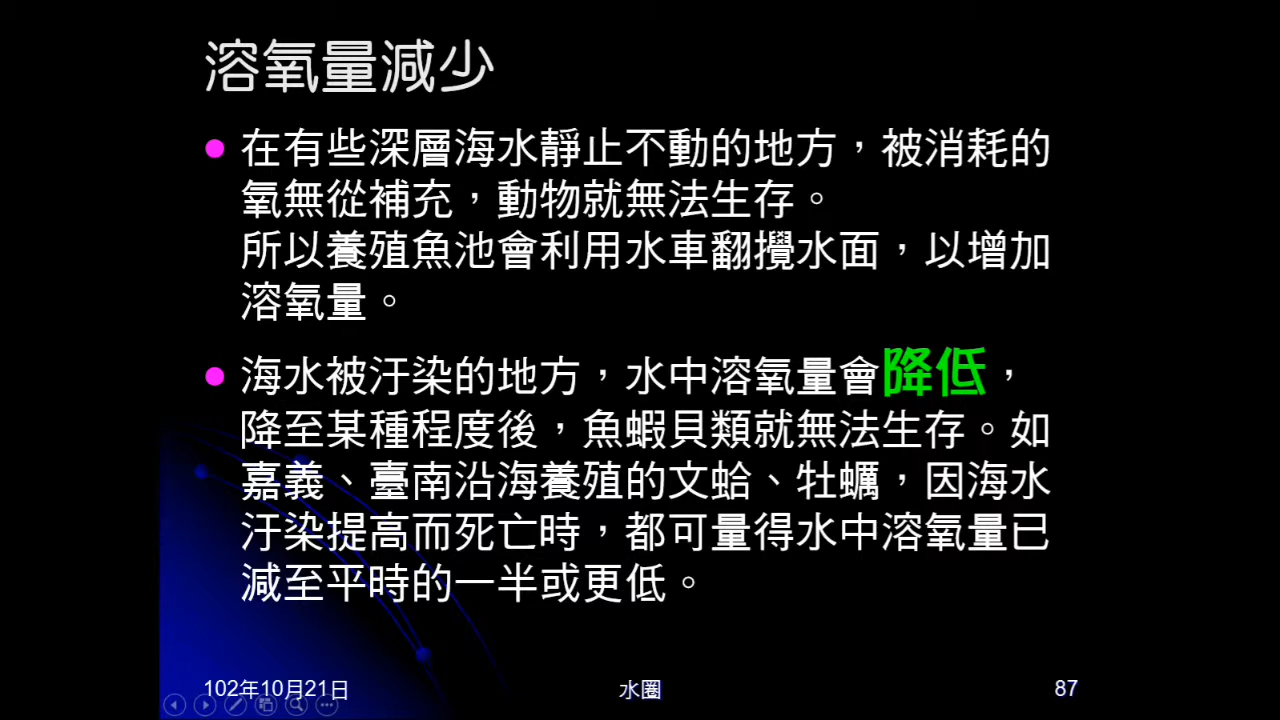 溶氧量減少
在有些深層海水靜止不動的地方，被消耗的
氧無從補充，動物就無法生存。
所以養殖魚池會利用水車翻攪水面，以增加
溶氧量。
海水被汙染的地方，水中溶氧量會降低，
降至某種程度後，魚蝦貝類就無法生存。如
嘉義、臺南沿海養殖的文蛤、牡蠣，因海水
汙染提高而死亡時，都可量得水中溶氧量已
減至平時的一半或更低。
102年10月21日
水圈
87